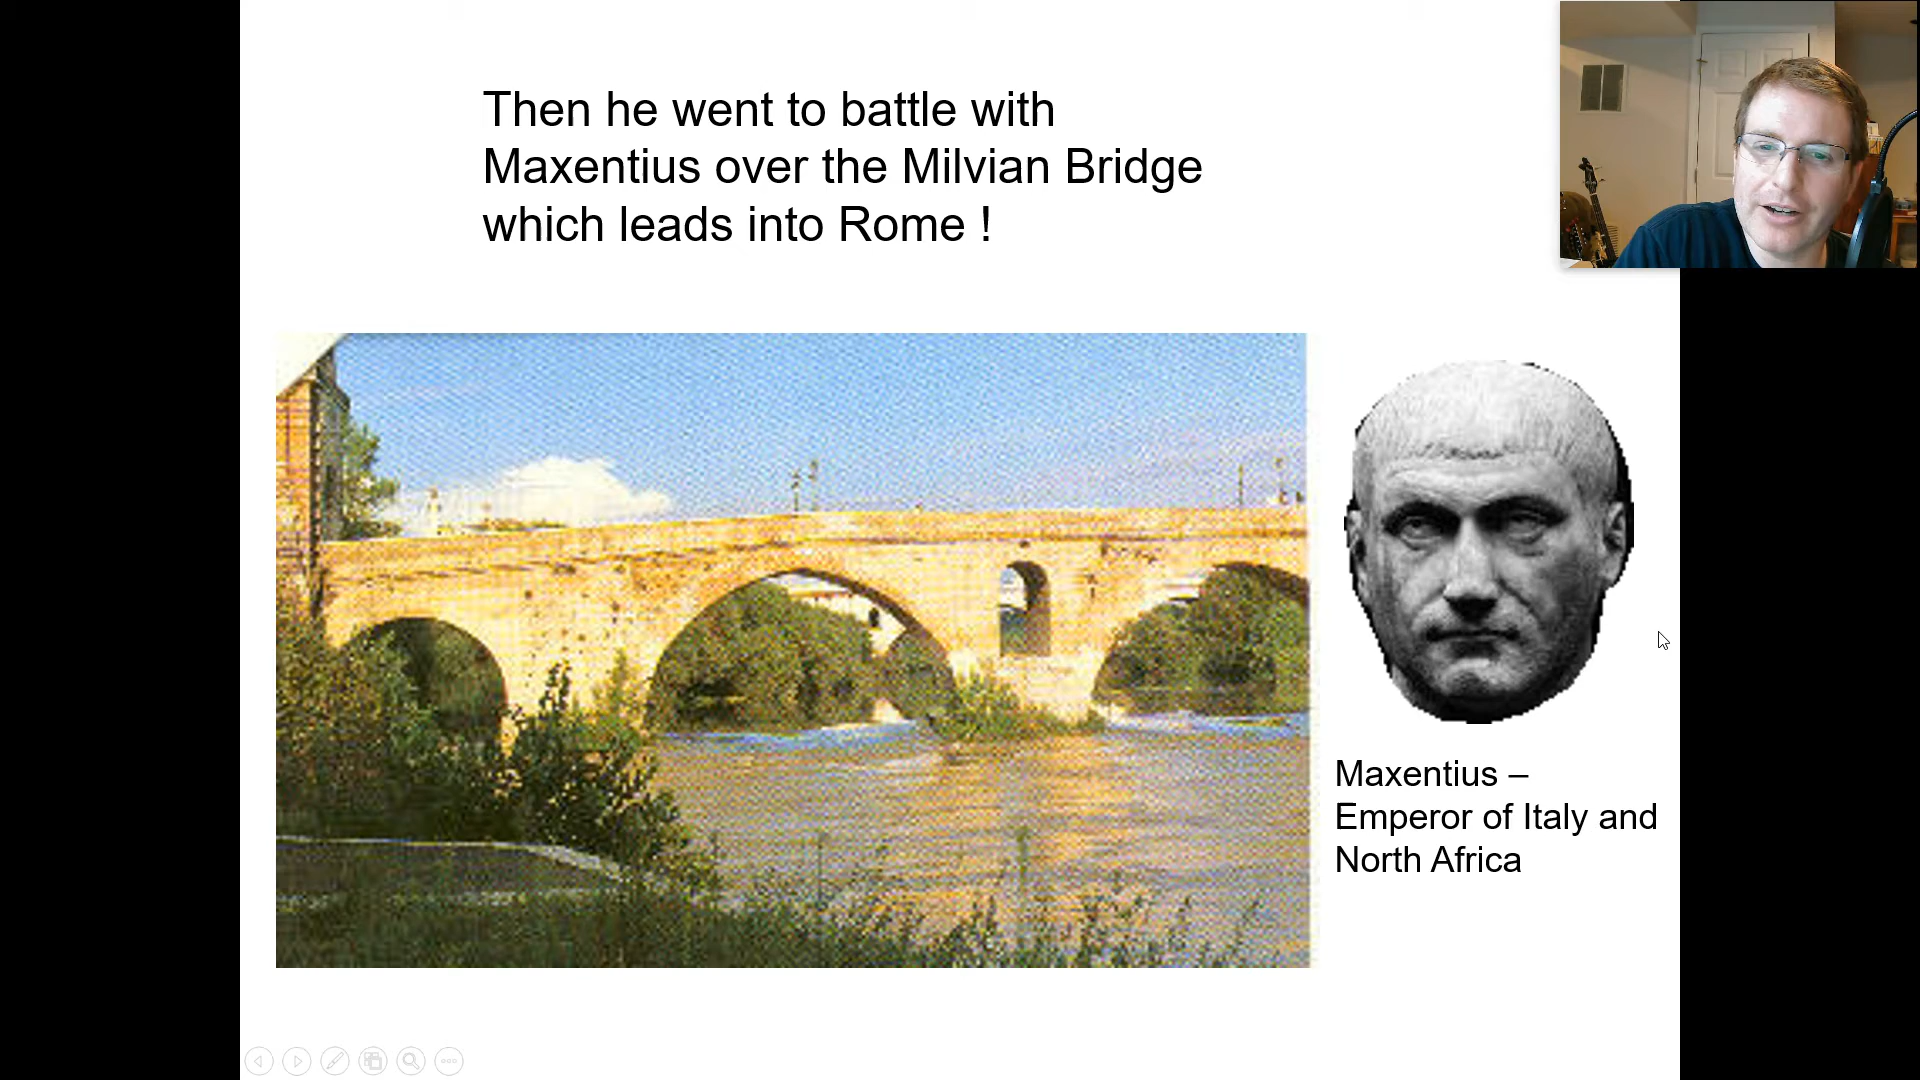 Then he went to battle with
Maxentius over the Milvian Bridge
which leads into Rome !
Maxentius –
Emperor of Italy and
North Africa